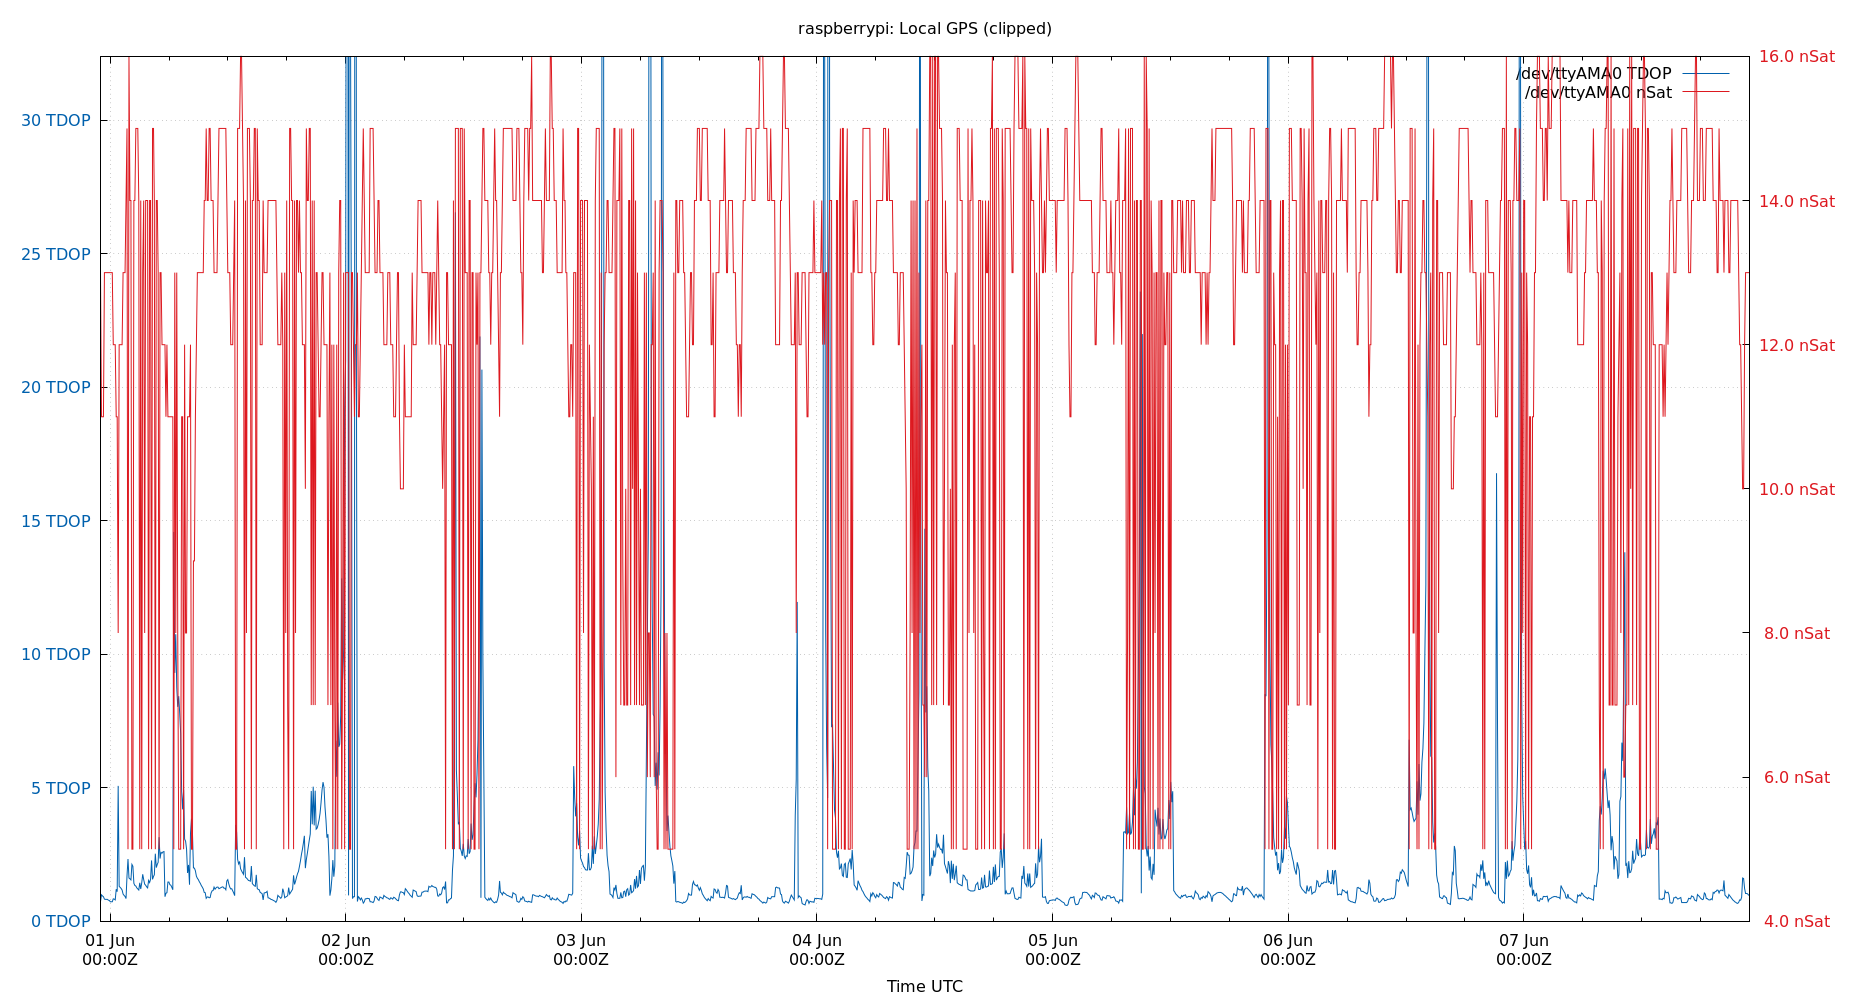 raspberrypi: Local GPS (clipped)
16.0 nSat
/dev/ttyAMA0 TDOP
/dev/ttyAMA0 nSat
30 TDOP
14.0 nSat
25 TDOP
12.0 nSat
20 TDOP
10.0 nSat
15 TDOP
8.0 nSat
10 TDOP
6.0 nSat
5 TDOP
0 TDOP
4.0 nSat
01 Jun 02 Jun 03 Jun 04 Jun 05 Jun 06 Jun 07 Jun
00:00Z 00:00Z 00:00Z 00:00Z 00:00Z 00:00Z 00:00Z
Time UTC